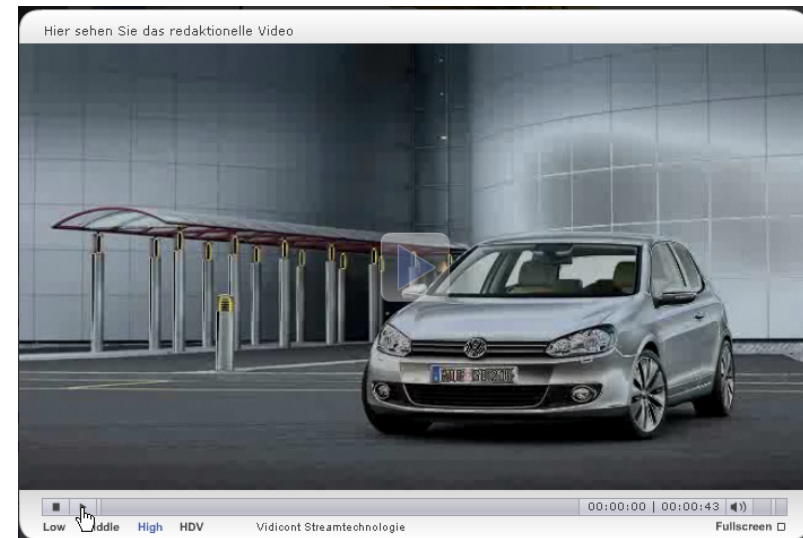 Hier sehen Sie das redaktionelle Video
00:00:00 | 00:00:43
Low ddle High HDV Vidicont Streamtechnologie Fullscreen